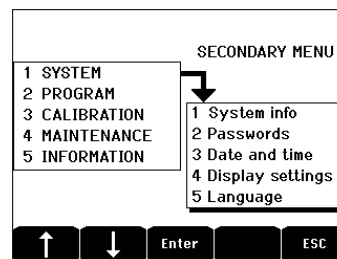 SECONDARY MENU
1 SYSTEM
2 PROGRAM
3 CALIBRATION
4 MAINTENANCE
5 INFORMATION
1 System info
2 Passwords
3 Date and time
4 Display settings
5 Language
Enter ESC